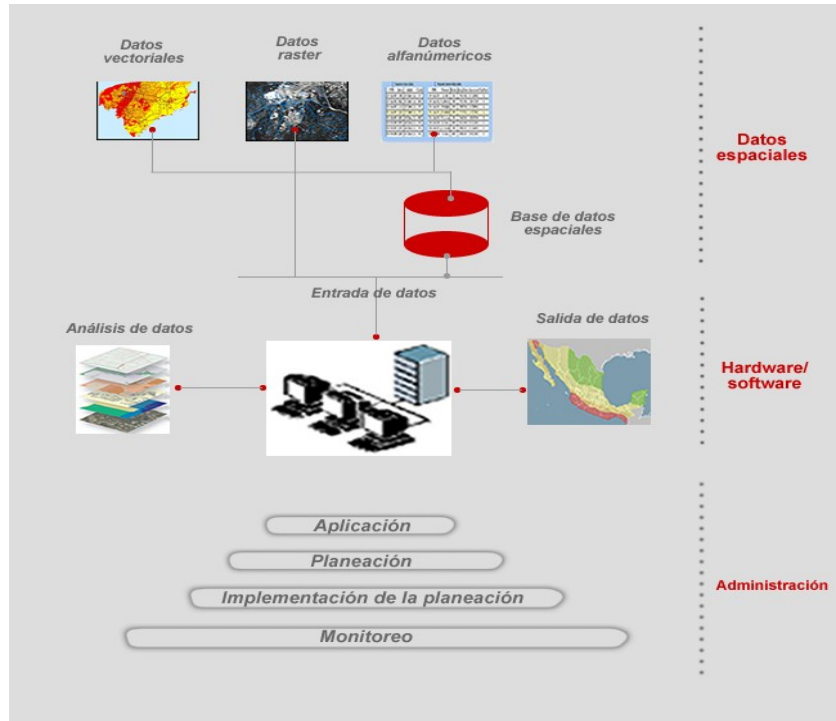 Datos
vectoriales
Datos
raster
Datos
alfanúmericos
Datos
espaciales
Base de datos
espaciales
Entrada de datos
Análisis de datos
Salida de datos
Hardware/
software
Aplicación
Planeación
Implementación de la planeación
Monitoreo
Administración